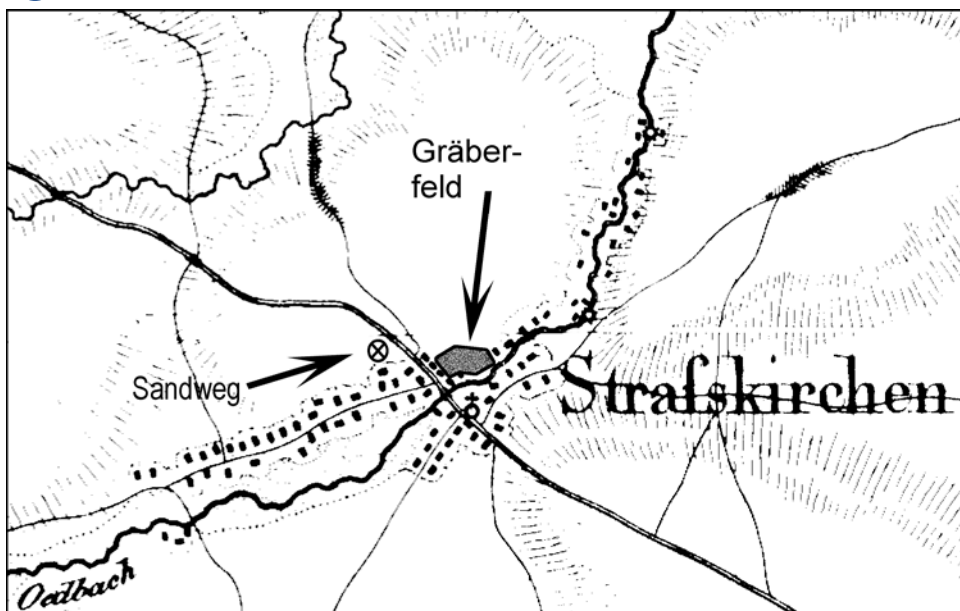 Gräber-
feld
Sandweg
Strafskirchen
Oedbach